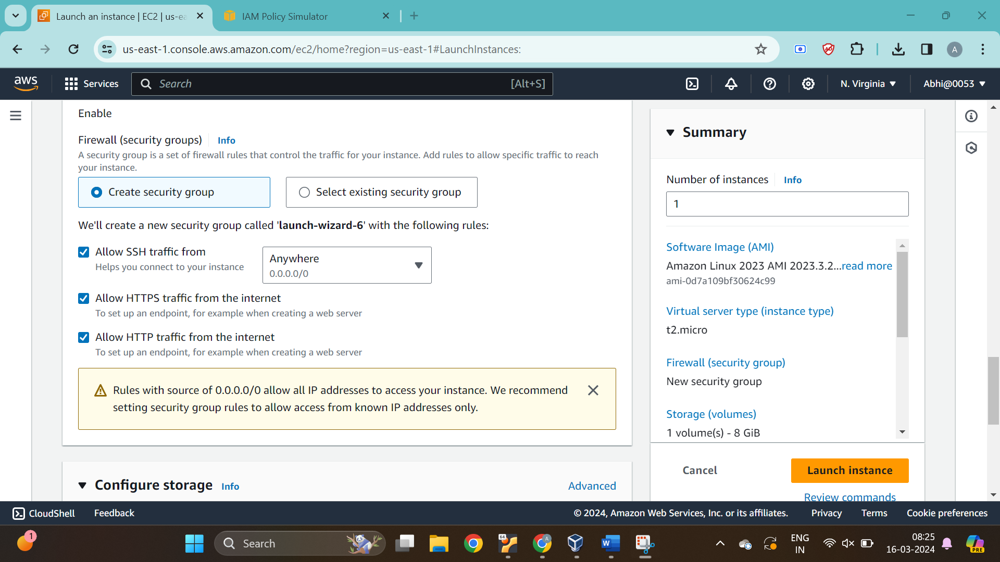 Launch an instance | EC2 | us-ea
IAM Policy Simulator
us-east-1.console.aws.amazon.com/ec2/home?region=us-east-1#LaunchInstances:
A
aws
Services
Search
[Alt+S]
N. Virginia
Abhi@0053
Enable
Firewall (security groups)
Info
A security group is a set of firewall rules that control the traffic for your instance. Add rules to allow specific traffic to reach
your instance.
Create security group
Select existing security group
We'll create a new security group called 'launch-wizard-6' with the following rules:
Allow SSH traffic from
Helps you connect to your instance
Anywhere
0.0.0.0/0
Allow HTTPS traffic from the internet
To set up an endpoint, for example when creating a web server
Allow HTTP traffic from the internet
To set up an endpoint, for example when creating a web server
Rules with source of 0.0.0.0/0 allow all IP addresses to access your instance. We recommend
setting security group rules to allow access from known IP addresses only.
Configure storage
Info
Advanced
Summary
Number of instances
Info
1
Software Image (AMI)
Amazon Linux 2023 AMI 2023.3.2...read more
ami-0d7a109bf30624c99
Virtual server type (instance type)
t2.micro
Firewall (security group)
New security group
Storage (volumes)
1 volume(s) - 8 GiB
Cancel
Launch instance
Review commands
CloudShell
Feedback
© 2024, Amazon Web Services, Inc. or its affiliates.
Privacy
Terms
Cookie preferences
1
Search
64
A
W
ENG
IN
08:25
16-03-2024
PRE